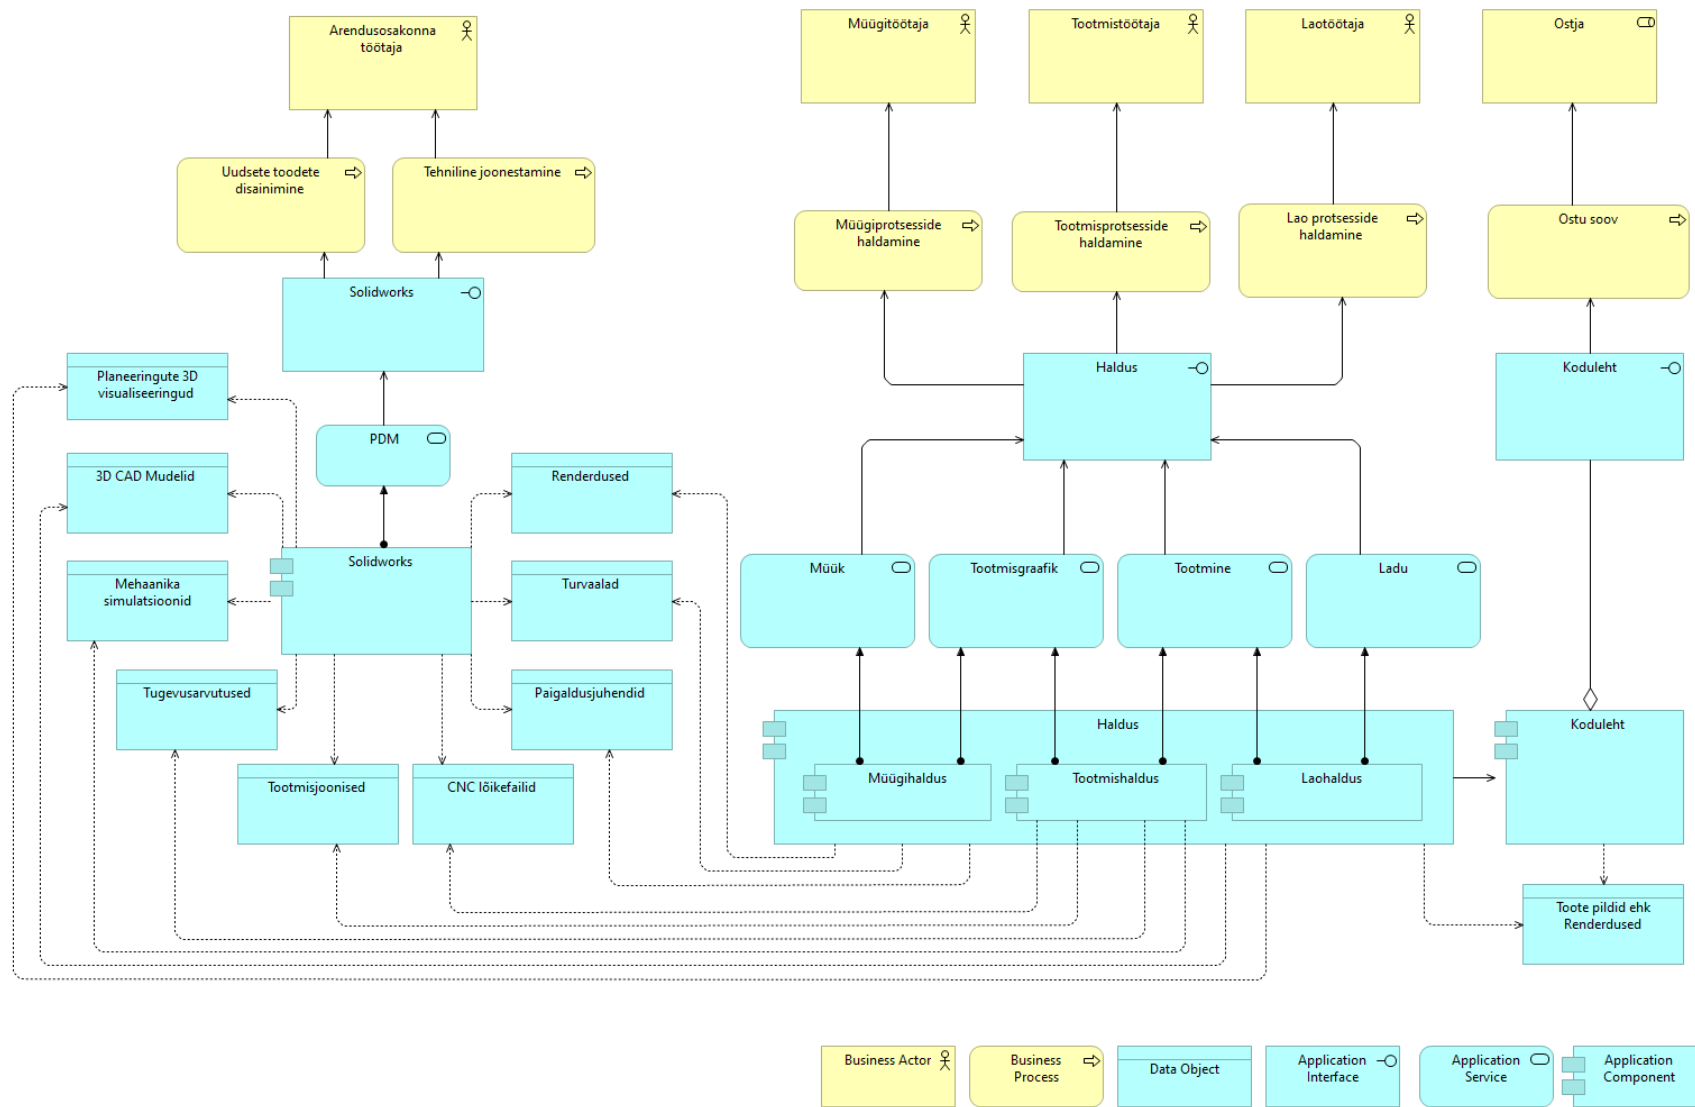 Arendusosakonna
töötaja
Müügitöötaja
Tootmistöötaja
Laotöötaja
Ostja
Uudsete toodete
disainimine
Tehniline joonestamine
Müügiprotsesside
haldamine
Tootmisprotsesside
haldamine
Lao protsesside
haldamine
Ostu soov
Solidworks
Haldus
Koduleht
Planeeringute 3D
visualiseeringud
PDM
3D CAD Mudelid
Renderdused
Solidworks
Mehaanika
simulatsioonid
Turvaalad
Müük
Tootmisgraafik
Tootmine
Ladu
Tugevusarvutused
Paigaldusjuhendid
Haldus
Koduleht
Tootmisjoonised
CNC lõikefailid
Müügihaldus
Tootmishaldus
Laohaldus
Toote pildid ehk
Renderdused
Business Actor
Business
Process
Data Object
Application
Interface
Application
Service
Application
Component